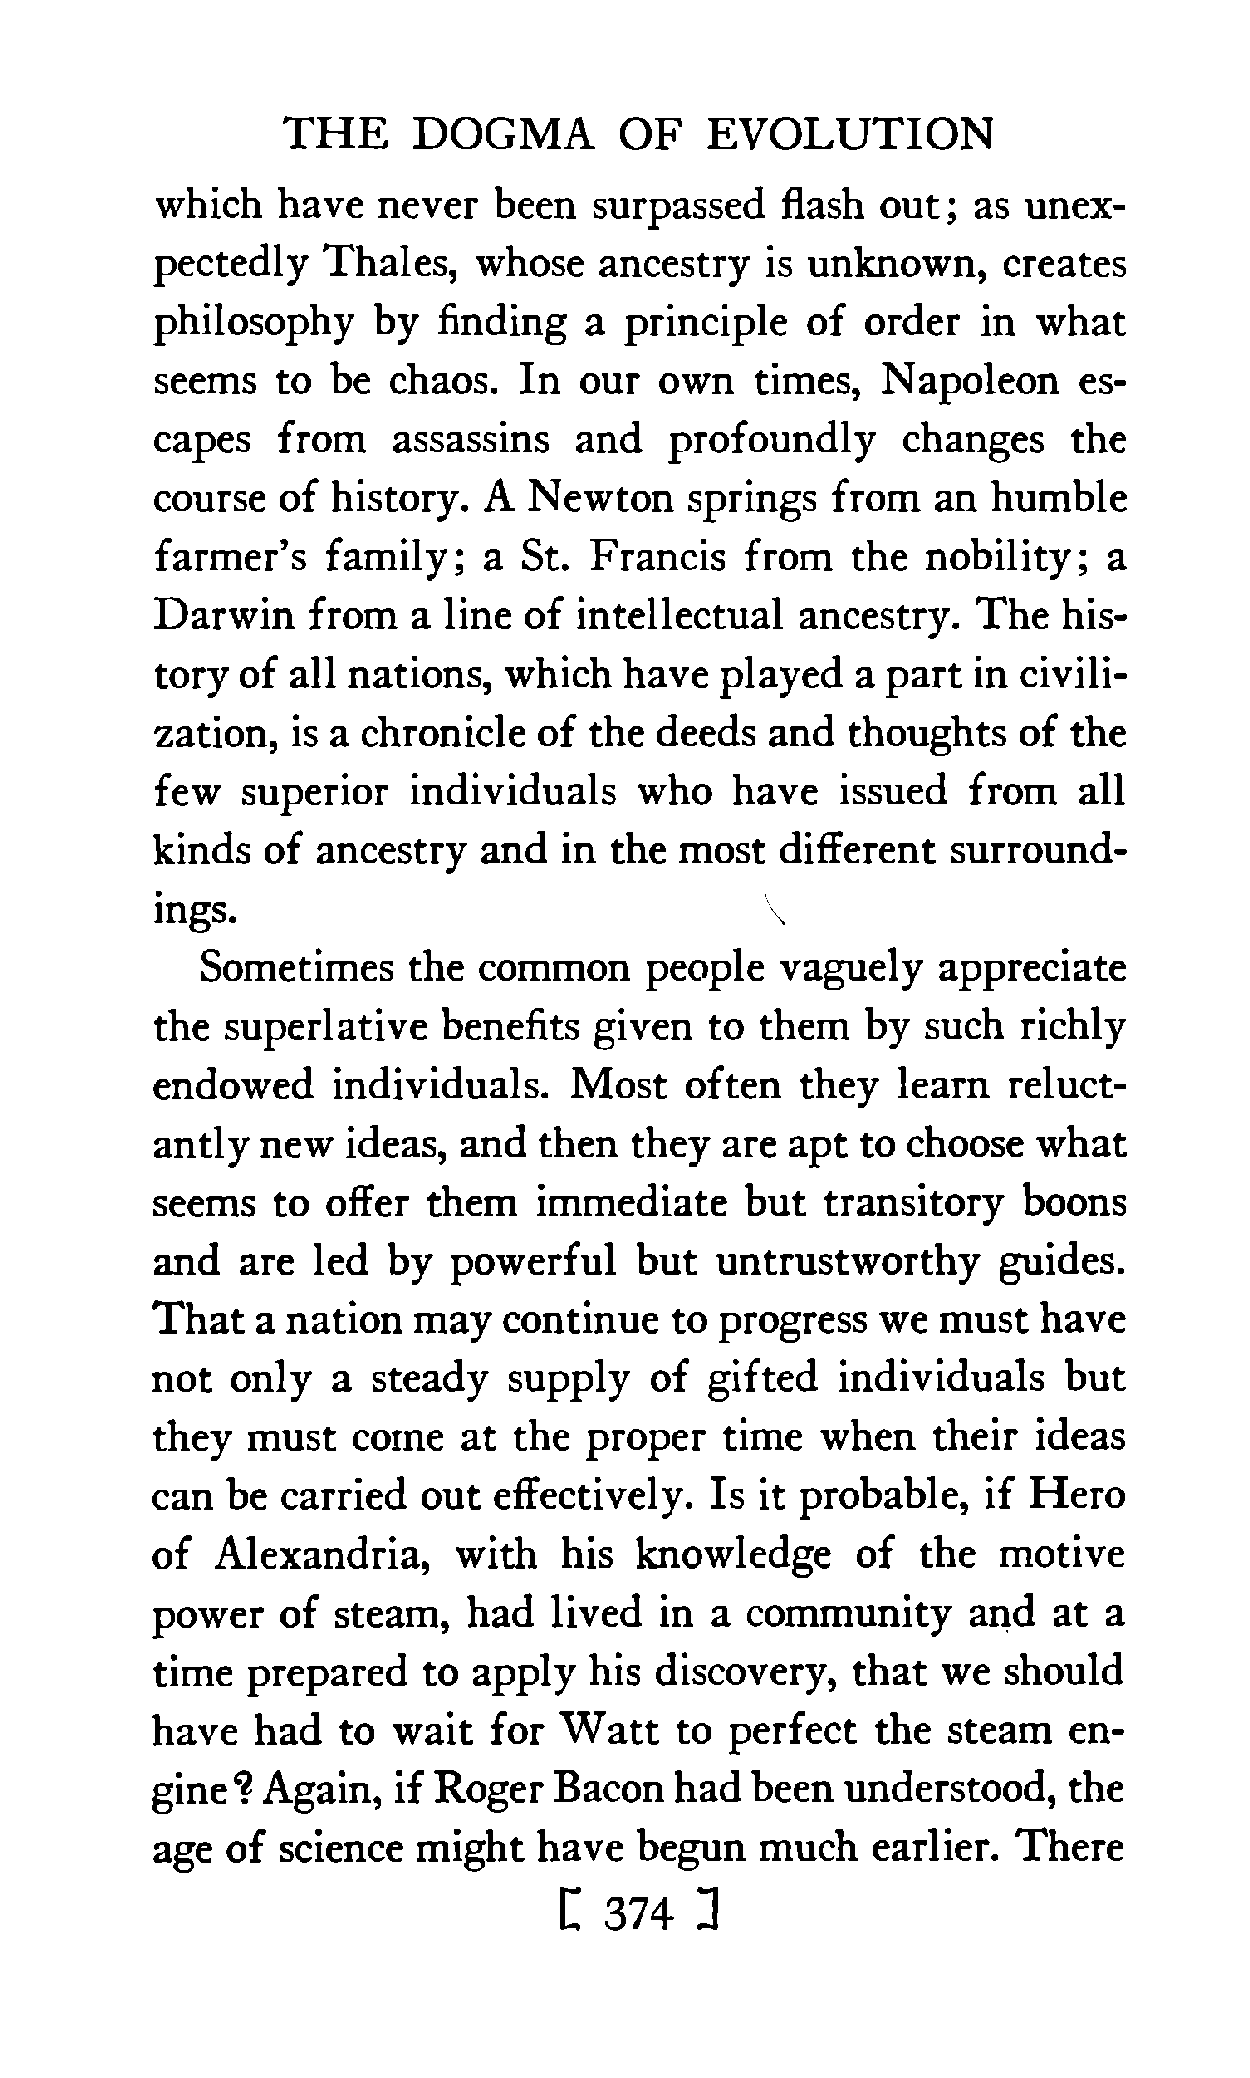 THE DOGMA OF EVOLUTION
which have never been surpassed flash out; as unex-
pectedly Thales, whose ancestry is unknown, creates
philosophy by finding a principle of order in what
seems to be chaos. In our own times, Napoleon es-
capes from assassins and profoundly changes the
course of history. A Newton springs from an humble
farmer's family; a St. Francis from the nobility; a
Darwin from a line of intellectual ancestry. The his-
tory of all nations, which have played a part in civili-
zation, is a chronicle of the deeds and thoughts of the
few superior individuals who have issued from all
kinds of ancestry and in the most different surround-
ings.
Sometimes the common people vaguely appreciate
the superlative benefits given to them by such richly
endowed individuals. Most often they learn reluct-
antly new ideas, and then they are apt to choose what
seems to offer them immediate but transitory boons
and are led by powerful but untrustworthy guides.
That a nation may continue to progress we must have
not only a steady supply of gifted individuals but
they must come at the proper time when their ideas
can be carried out effectively. Is it probable, if Hero
of Alexandria, with his knowledge of the motive
power of steam, had lived in a community and at a
time prepared to apply his discovery, that we should
have had to wait for Watt to perfect the steam en-
gine? Again, if Roger Bacon had been understood, the
age of science might have begun much earlier. There
[ 374 ]